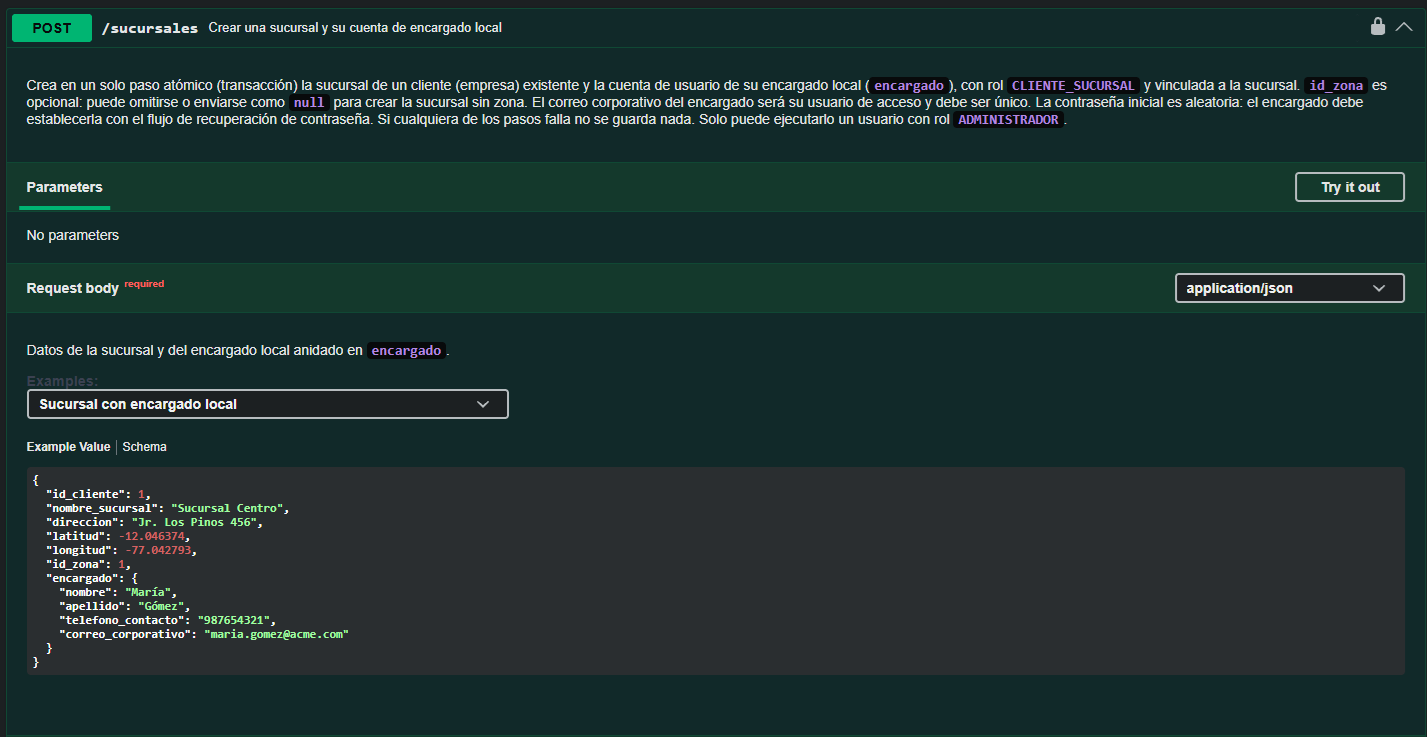 POST /sucursales Crear una sucursal y su cuenta de encargado local
Crea en un solo paso atómico (transacción) la sucursal de un cliente (empresa) existente y la cuenta de usuario de su encargado local ( encargado ), con rol CLIENTE_SUCURSAL y vinculada a la sucursal. id_zona es
opcional: puede omitirse o enviarse como null para crear la sucursal sin zona. El correo corporativo del encargado será su usuario de acceso y debe ser único. La contraseña inicial es aleatoria: el encargado debe
establecerla con el flujo de recuperación de contraseña. Si cualquiera de los pasos falla no se guarda nada. Solo puede ejecutarlo un usuario con rol ADMINISTRADOR .
Parameters
Try it out
No parameters
Request body required
application/json
Datos de la sucursal y del encargado local anidado en encargado .
Examples:
Sucursal con encargado local
Example Value | Schema
{
  "id_cliente": 1,
  "nombre_sucursal": "Sucursal Centro",
  "direccion": "Jr. Los Pinos 456",
  "latitud": -12.046374,
  "longitud": -77.042793,
  "id_zona": 1,
  "encargado": {
    "nombre": "María",
    "apellido": "Gómez",
    "telefono_contacto": "987654321",
    "correo_corporativo": "maria.gomez@acme.com"
  }
}